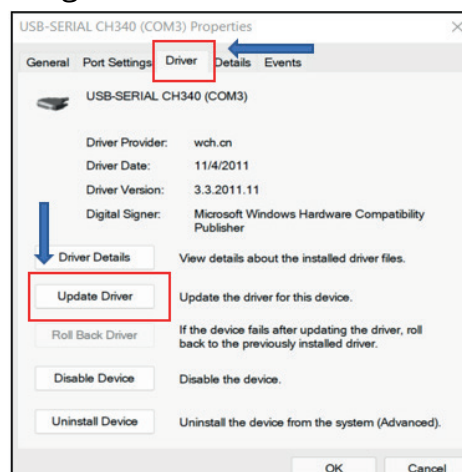 USB-SERIAL CH340 (COM3) Properties
General Port Settings Driver Details Events
USB-SERIAL CH340 (COM3)
Driver Provider: wch.cn
Driver Date: 11/4/2011
Driver Version: 3.3.2011.11
Digital Signer: Microsoft Windows Hardware Compatibility
Publisher
Driver Details View details about the installed driver files.
Update Driver Update the driver for this device.
Roll Back Driver If the device fails after updating the driver, roll
back to the previously installed driver.
Disable Device Disable the device.
Uninstall Device Uninstall the device from the system (Advanced).
OK Cancel